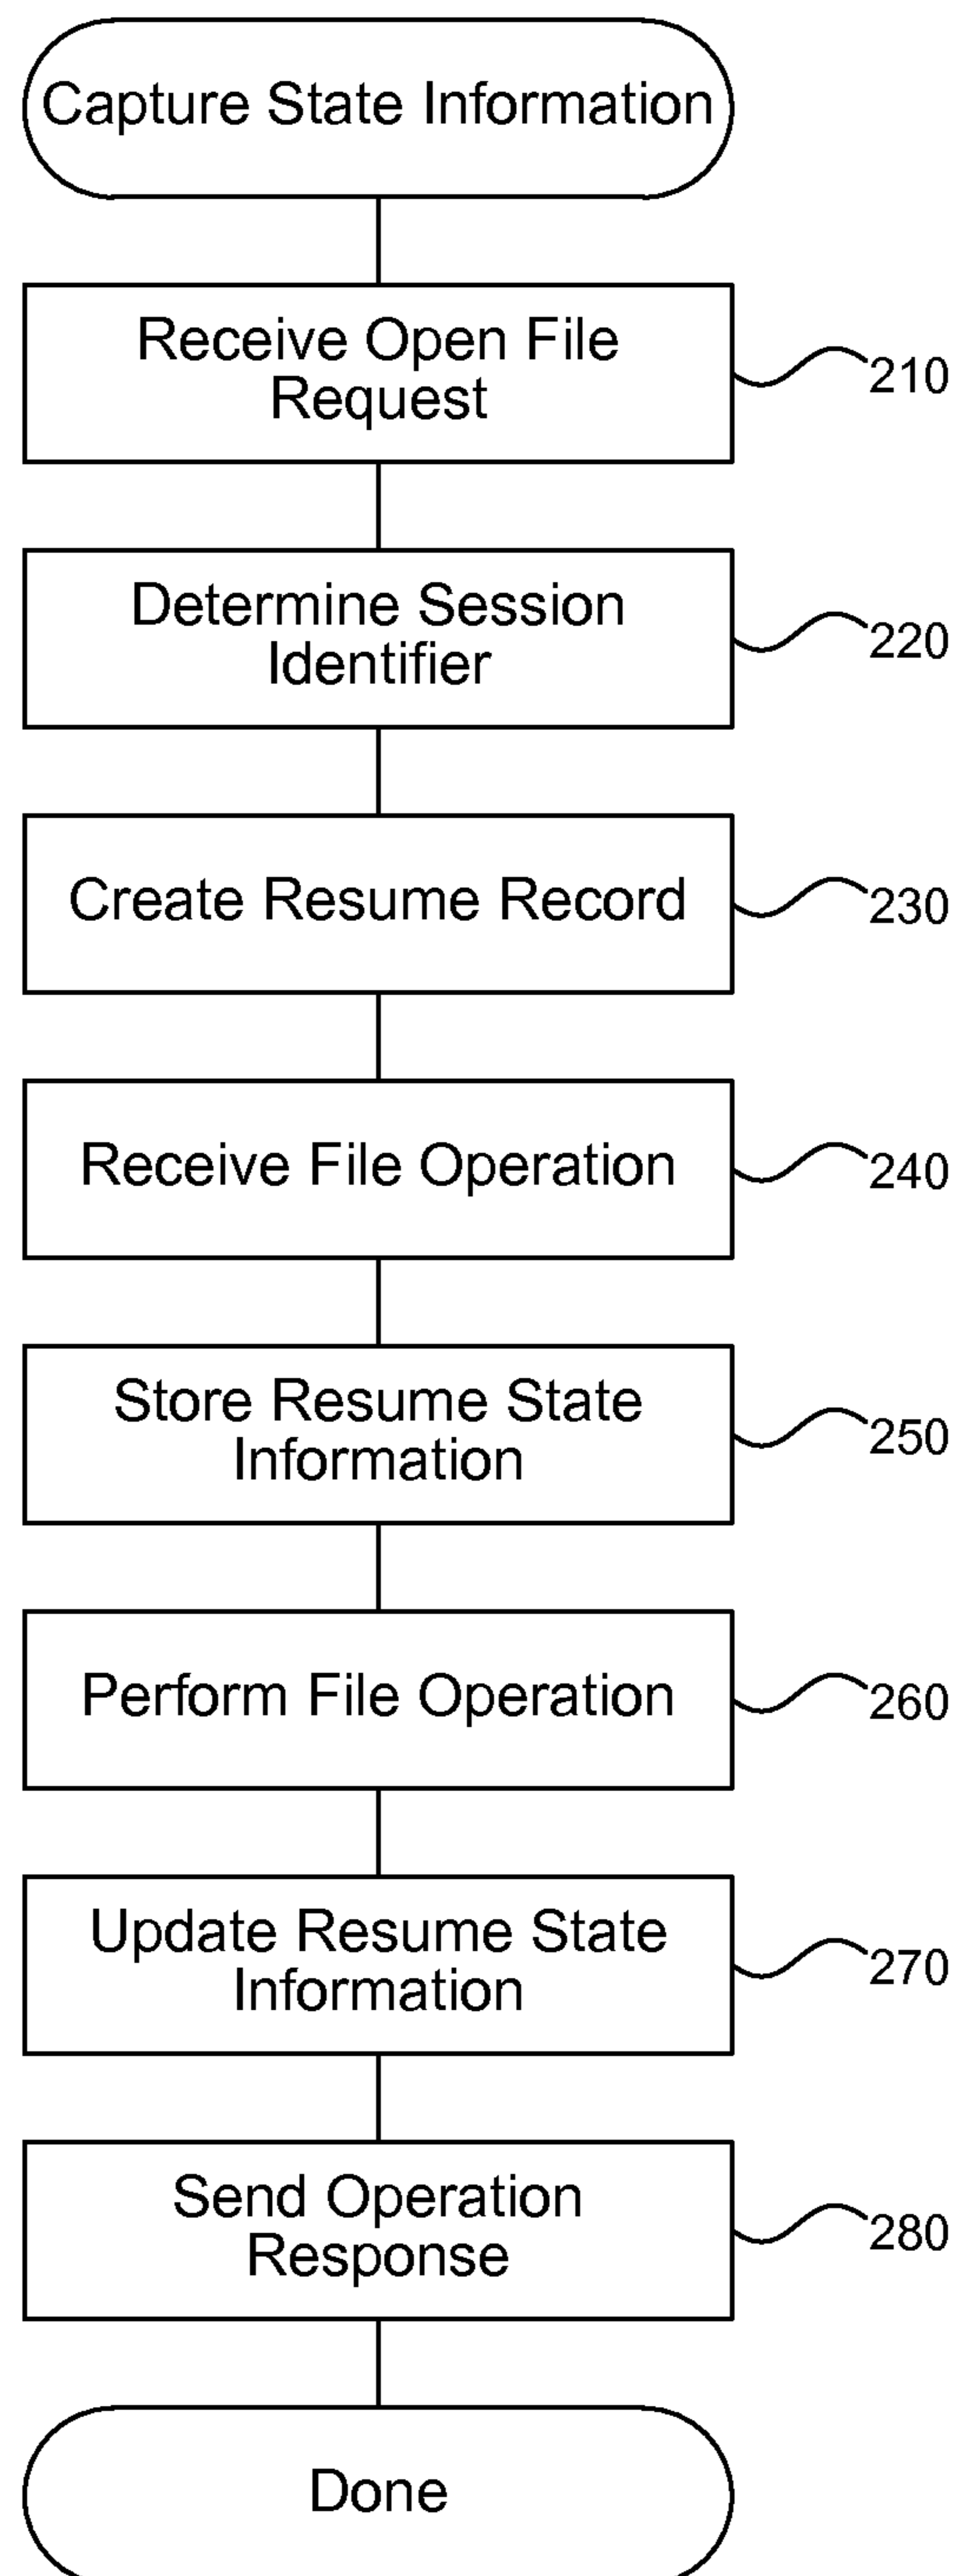 Capture State Information
Receive Open File
Request
210
Determine Session
Identifier
220
Create Resume Record
230
Receive File Operation
240
Store Resume State
Information
250
Perform File Operation
260
Update Resume State
Information
270
Send Operation
Response
280
Done